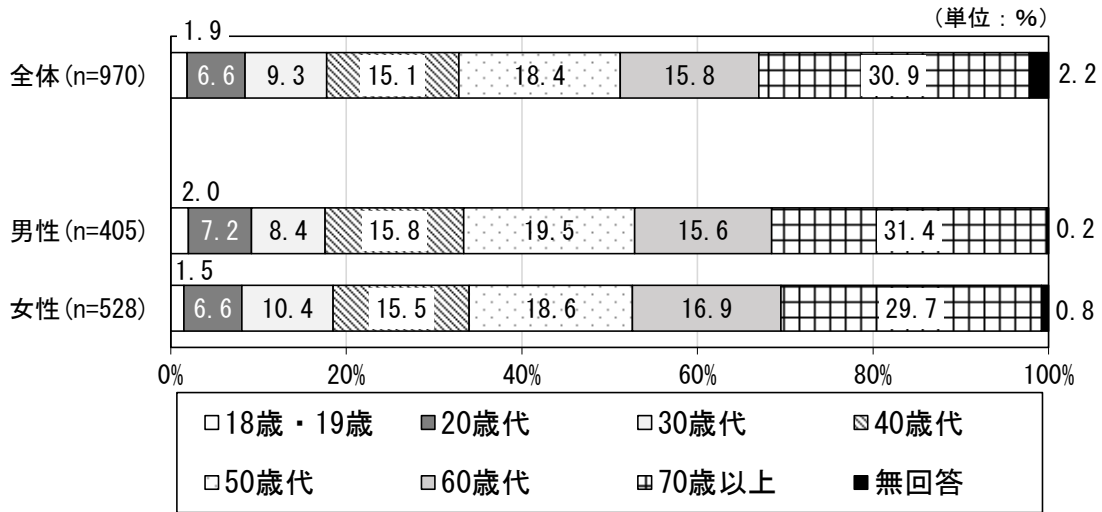 (単位:%)
1.9
全体(n=970) 6.6 9.3 15.1 18.4 15.8 30.9 2.2
2.0
男性(n=405) 7.2 8.4 15.8 19.5 15.6 31.4 0.2
1.5
女性(n=528) 6.6 10.4 15.5 18.6 16.9 29.7 0.8
0% 20% 40% 60% 80% 100%
18歳・19歳 20歳代 30歳代 40歳代
50歳代 60歳代 70歳以上 無回答